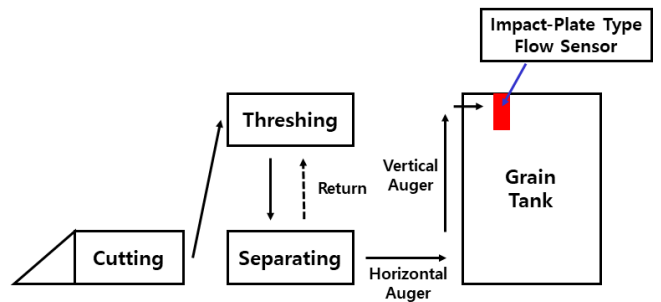 Impact-Plate Type
Flow Sensor
Threshing
Return
Vertical
Auger
Grain
Tank
Cutting
Separating
Horizontal
Auger